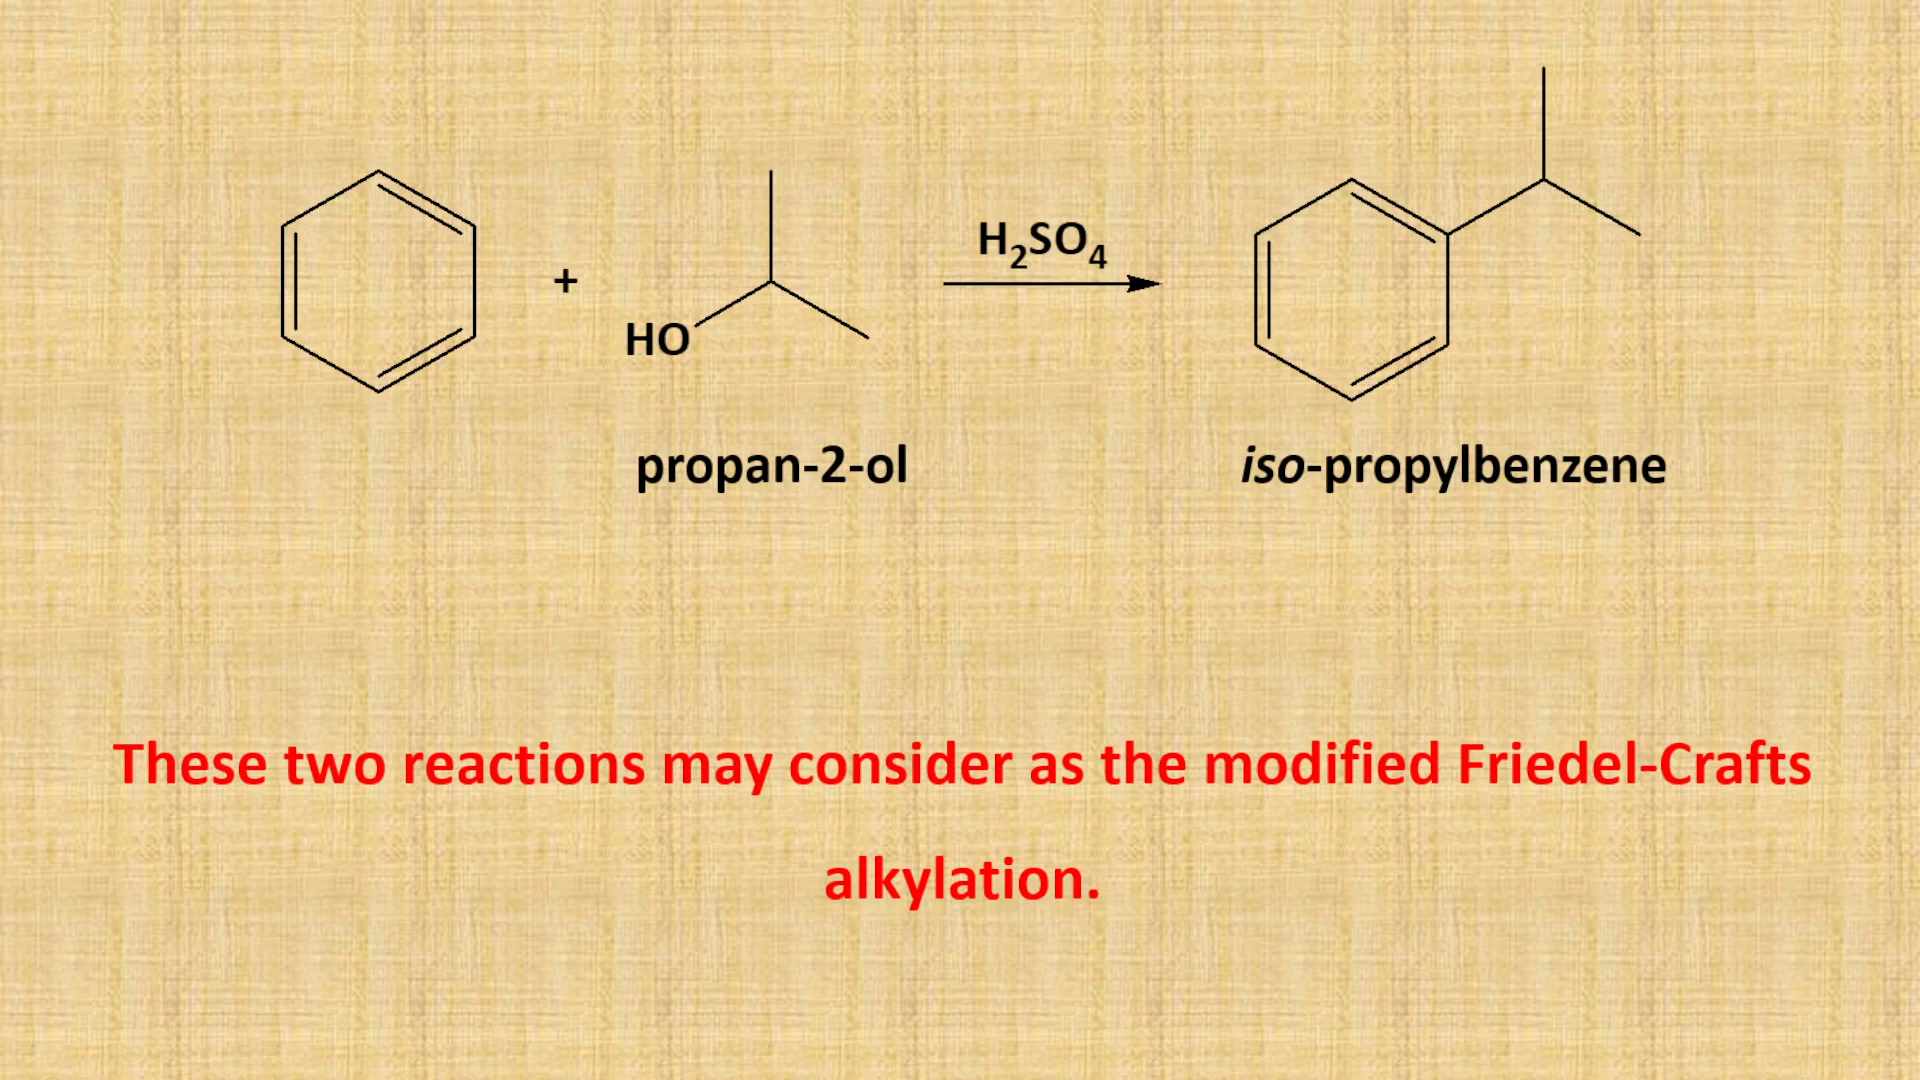 H₂SO₄
+
HO
propan-2-ol
iso-propylbenzene
These two reactions may consider as the modified Friedel-Crafts
alkylation.